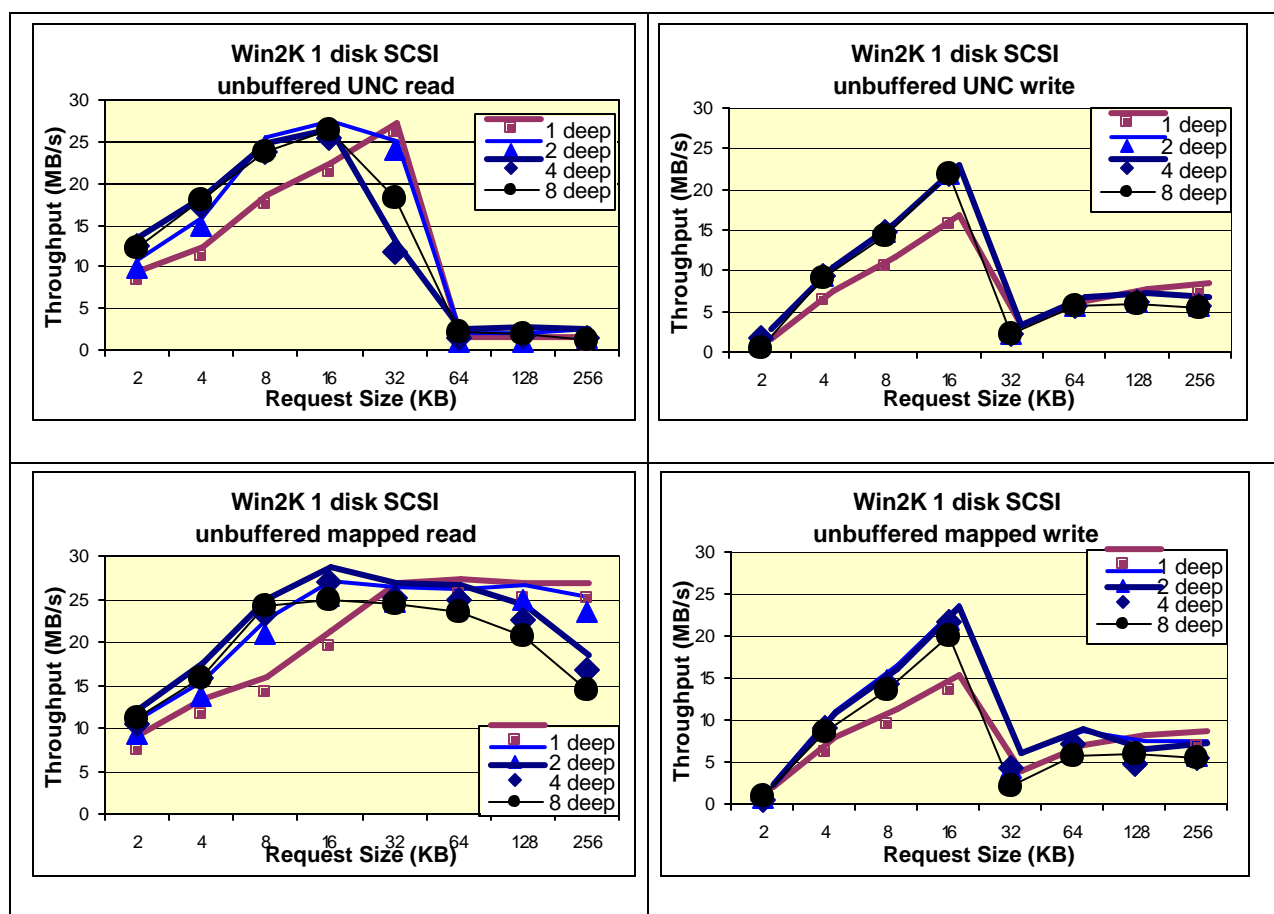 Win2K 1 disk SCSI
unbuffered UNC read
30
25
20
15
10
5
0
2 4 8 16 32 64 128 256
Request Size (KB)
Throughput (MB/s)
1 deep
2 deep
4 deep
8 deep
Win2K 1 disk SCSI
unbuffered UNC write
30
25
20
15
10
5
0
2 4 8 16 32 64 128 256
Request Size (KB)
Throughput (MB/s)
1 deep
2 deep
4 deep
8 deep
Win2K 1 disk SCSI
unbuffered mapped read
30
25
20
15
10
5
0
2 4 8 16 32 64 128 256
Request Size (KB)
Throughput (MB/s)
1 deep
2 deep
4 deep
8 deep
Win2K 1 disk SCSI
unbuffered mapped write
30
25
20
15
10
5
0
2 4 8 16 32 64 128 256
Request Size (KB)
Throughput (MB/s)
1 deep
2 deep
4 deep
8 deep